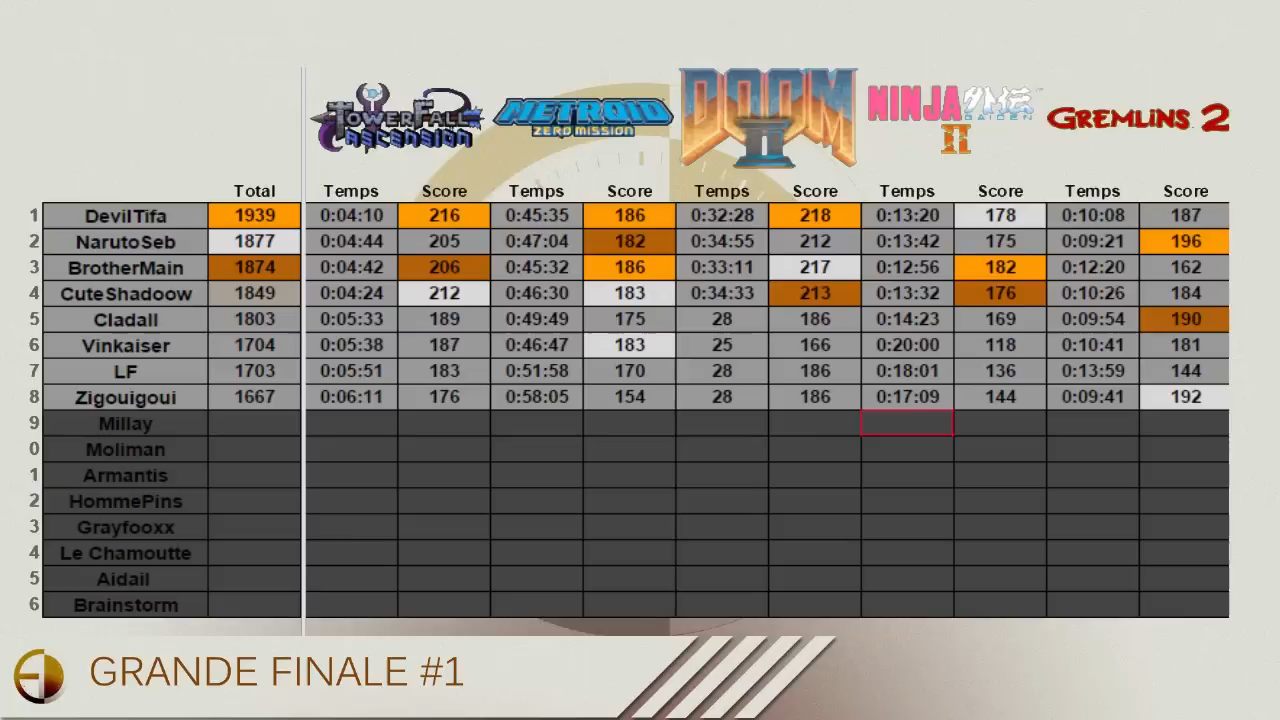 TOWERFALL ASCENSION METROID ZERO MISSION DOOM II NINJA 外伝 GAIDEN II GREMLINS 2
Total Temps Score Temps Score Temps Score Temps Score Temps Score
1 DevilTifa 1939 0:04:10 216 0:45:35 186 0:32:28 218 0:13:20 178 0:10:08 187
2 NarutoSeb 1877 0:04:44 205 0:47:04 182 0:34:55 212 0:13:42 175 0:09:21 196
3 BrotherMain 1874 0:04:42 206 0:45:32 186 0:33:11 217 0:12:56 182 0:12:20 162
4 CuteShadoow 1849 0:04:24 212 0:46:30 183 0:34:33 213 0:13:32 176 0:10:26 184
5 Cladall 1803 0:05:33 189 0:49:49 175 28 186 0:14:23 169 0:09:54 190
6 Vinkaiser 1704 0:05:38 187 0:46:47 183 25 166 0:20:00 118 0:10:41 181
7 LF 1703 0:05:51 183 0:51:58 170 28 186 0:18:01 136 0:13:59 144
8 Zigouigoui 1667 0:06:11 176 0:58:05 154 28 186 0:17:09 144 0:09:41 192
9 Millay
0 Moliman
1 Armantis
2 HommePins
3 Grayfooxx
4 Le Chamoutte
5 Aidail
6 Brainstorm
GRANDE FINALE #1